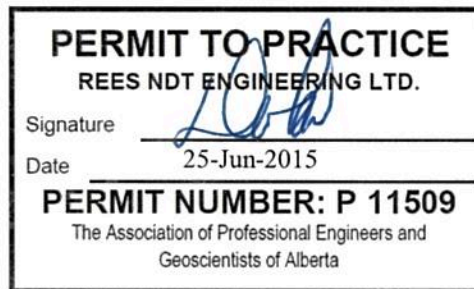 PERMIT TO PRACTICE
REES NDT ENGINEERING LTD.
Signature
Date 25-Jun-2015
PERMIT NUMBER: P 11509
The Association of Professional Engineers and
Geoscientists of Alberta